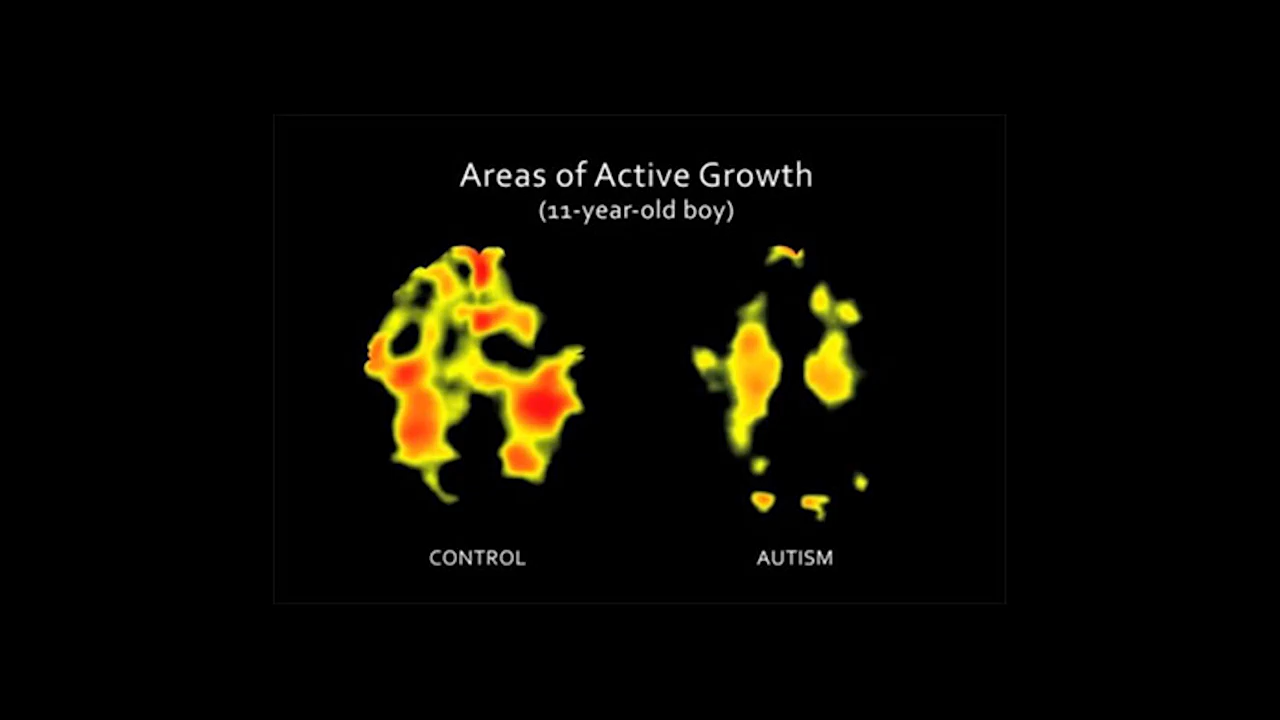 Areas of Active Growth
(11-year-old boy)
CONTROL
AUTISM